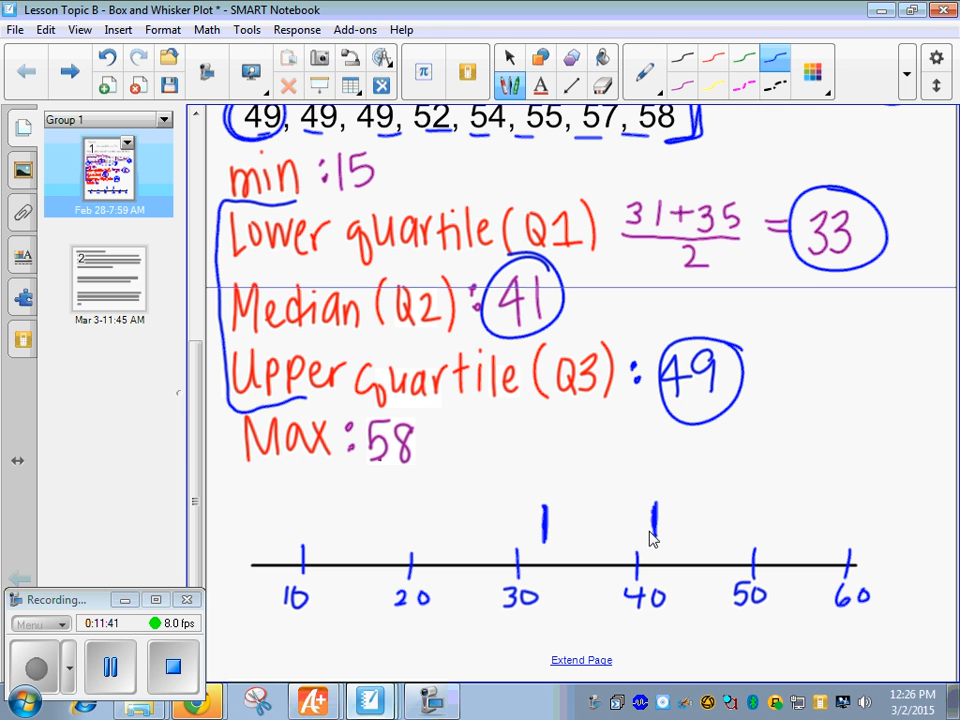 Lesson Topic B - Box and Whisker Plot * - SMART Notebook
File Edit View Insert Format Math Tools Response Add-ons Help
Group 1
1
Feb 28-7:59 AM
2
Mar 3-11:45 AM
49, 49, 49, 52, 54, 55, 57, 58
min :15
Lower quartile (Q1) 31+35 = 33
2
Median (Q2) : 41
Upper quartile (Q3) : 49
Max : 58
10 20 30 40 50 60
Extend Page
Recording...
Menu 0:11:41 8.0 fps
12:26 PM
3/2/2015